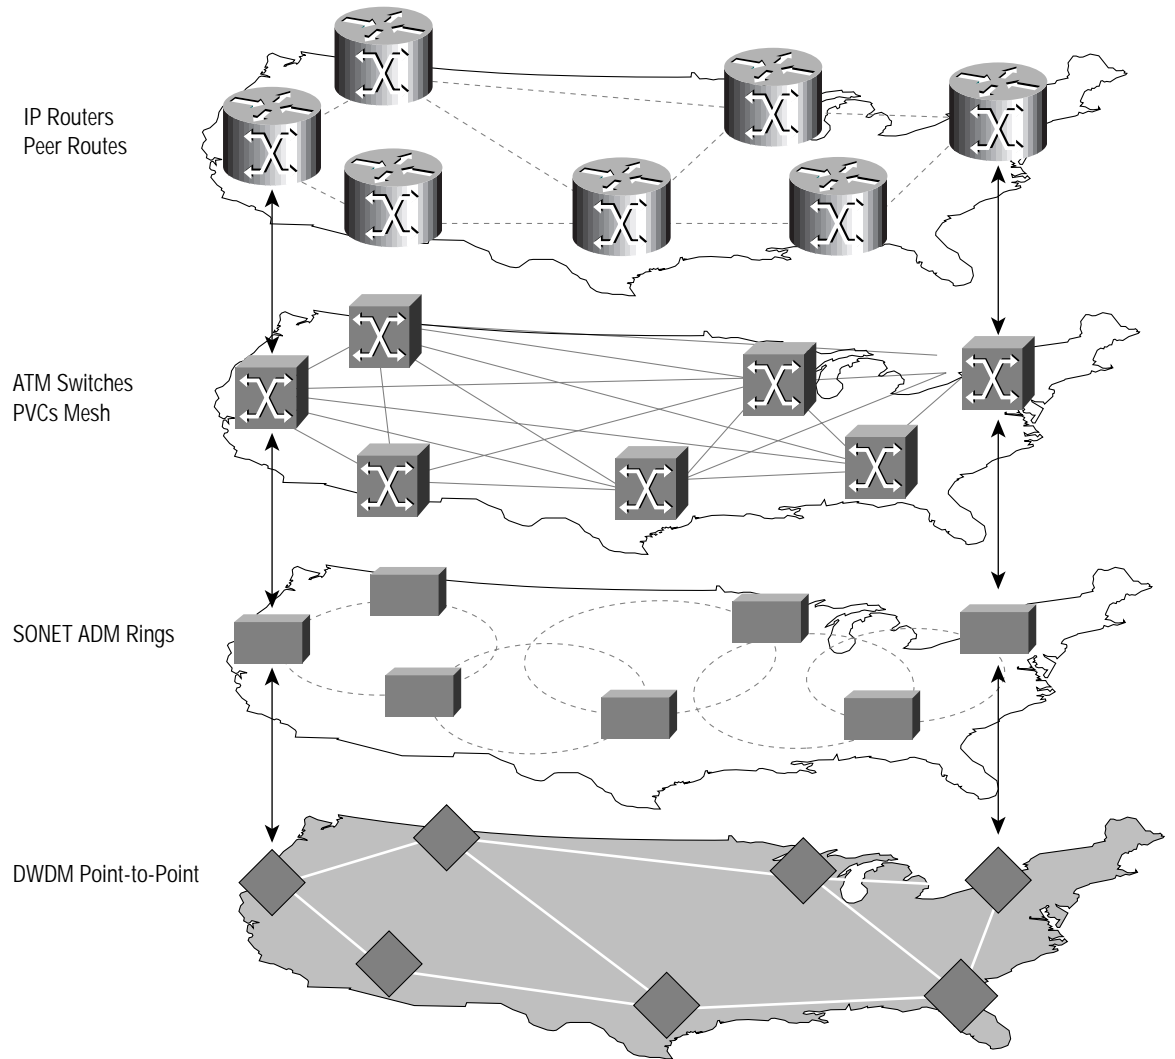 IP Routers
Peer Routes
ATM Switches
PVCs Mesh
SONET ADM Rings
DWDM Point-to-Point